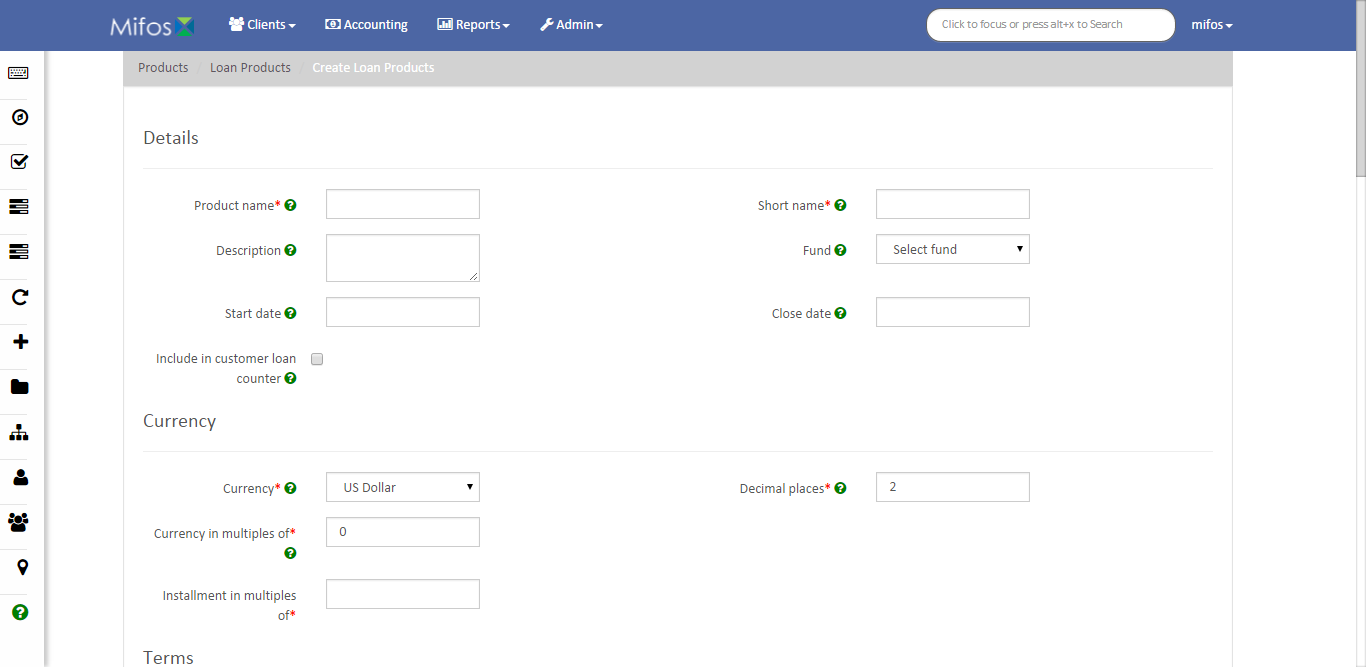 Mifos Clients Accounting Reports Admin Click to focus or press alt+x to Search mifos
Products / Loan Products / Create Loan Products
Details
Product name* ? Short name* ?
Description ? Fund ? Select fund
Start date ? Close date ?
Include in customer loan
counter ?
Currency
Currency* ? US Dollar Decimal places* ? 2
Currency in multiples of* 0
?
Installment in multiples
of*
?
Terms